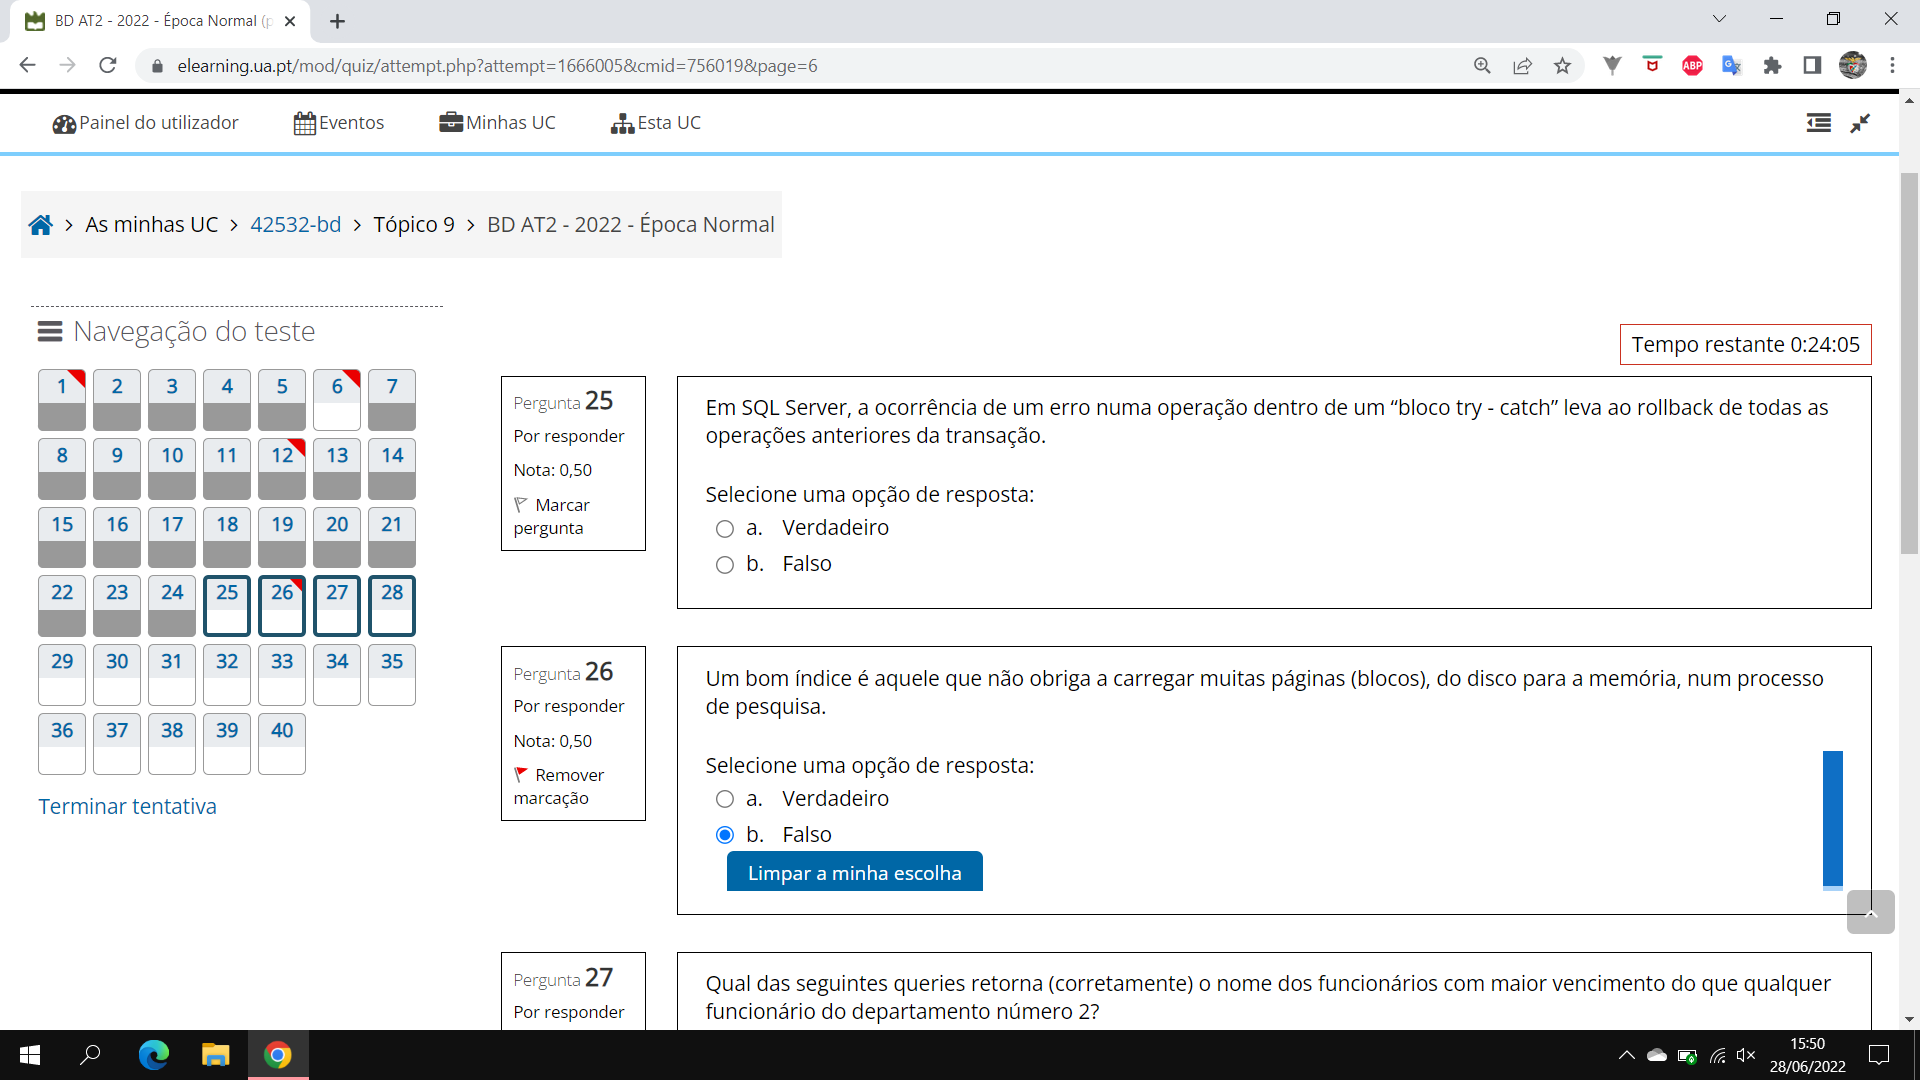 BD AT2 - 2022 - Época Normal (p
elearning.ua.pt/mod/quiz/attempt.php?attempt=1666005&cmid=756019&page=6
ABP
Painel do utilizador
Eventos
Minhas UC
Esta UC
As minhas UC > 42532-bd > Tópico 9 > BD AT2 - 2022 - Época Normal
Navegação do teste
Tempo restante 0:24:05
1 2 3 4 5 6 7
8 9 10 11 12 13 14
15 16 17 18 19 20 21
22 23 24 25 26 27 28
29 30 31 32 33 34 35
36 37 38 39 40
Terminar tentativa
Pergunta 25
Por responder
Nota: 0,50
Marcar
pergunta
Em SQL Server, a ocorrência de um erro numa operação dentro de um “bloco try - catch” leva ao rollback de todas as
operações anteriores da transação.
Selecione uma opção de resposta:
a. Verdadeiro
b. Falso
Pergunta 26
Por responder
Nota: 0,50
Remover
marcação
Um bom índice é aquele que não obriga a carregar muitas páginas (blocos), do disco para a memória, num processo
de pesquisa.
Selecione uma opção de resposta:
a. Verdadeiro
b. Falso
Limpar a minha escolha
Pergunta 27
Por responder
Qual das seguintes queries retorna (corretamente) o nome dos funcionários com maior vencimento do que qualquer
funcionário do departamento número 2?
15:50
28/06/2022